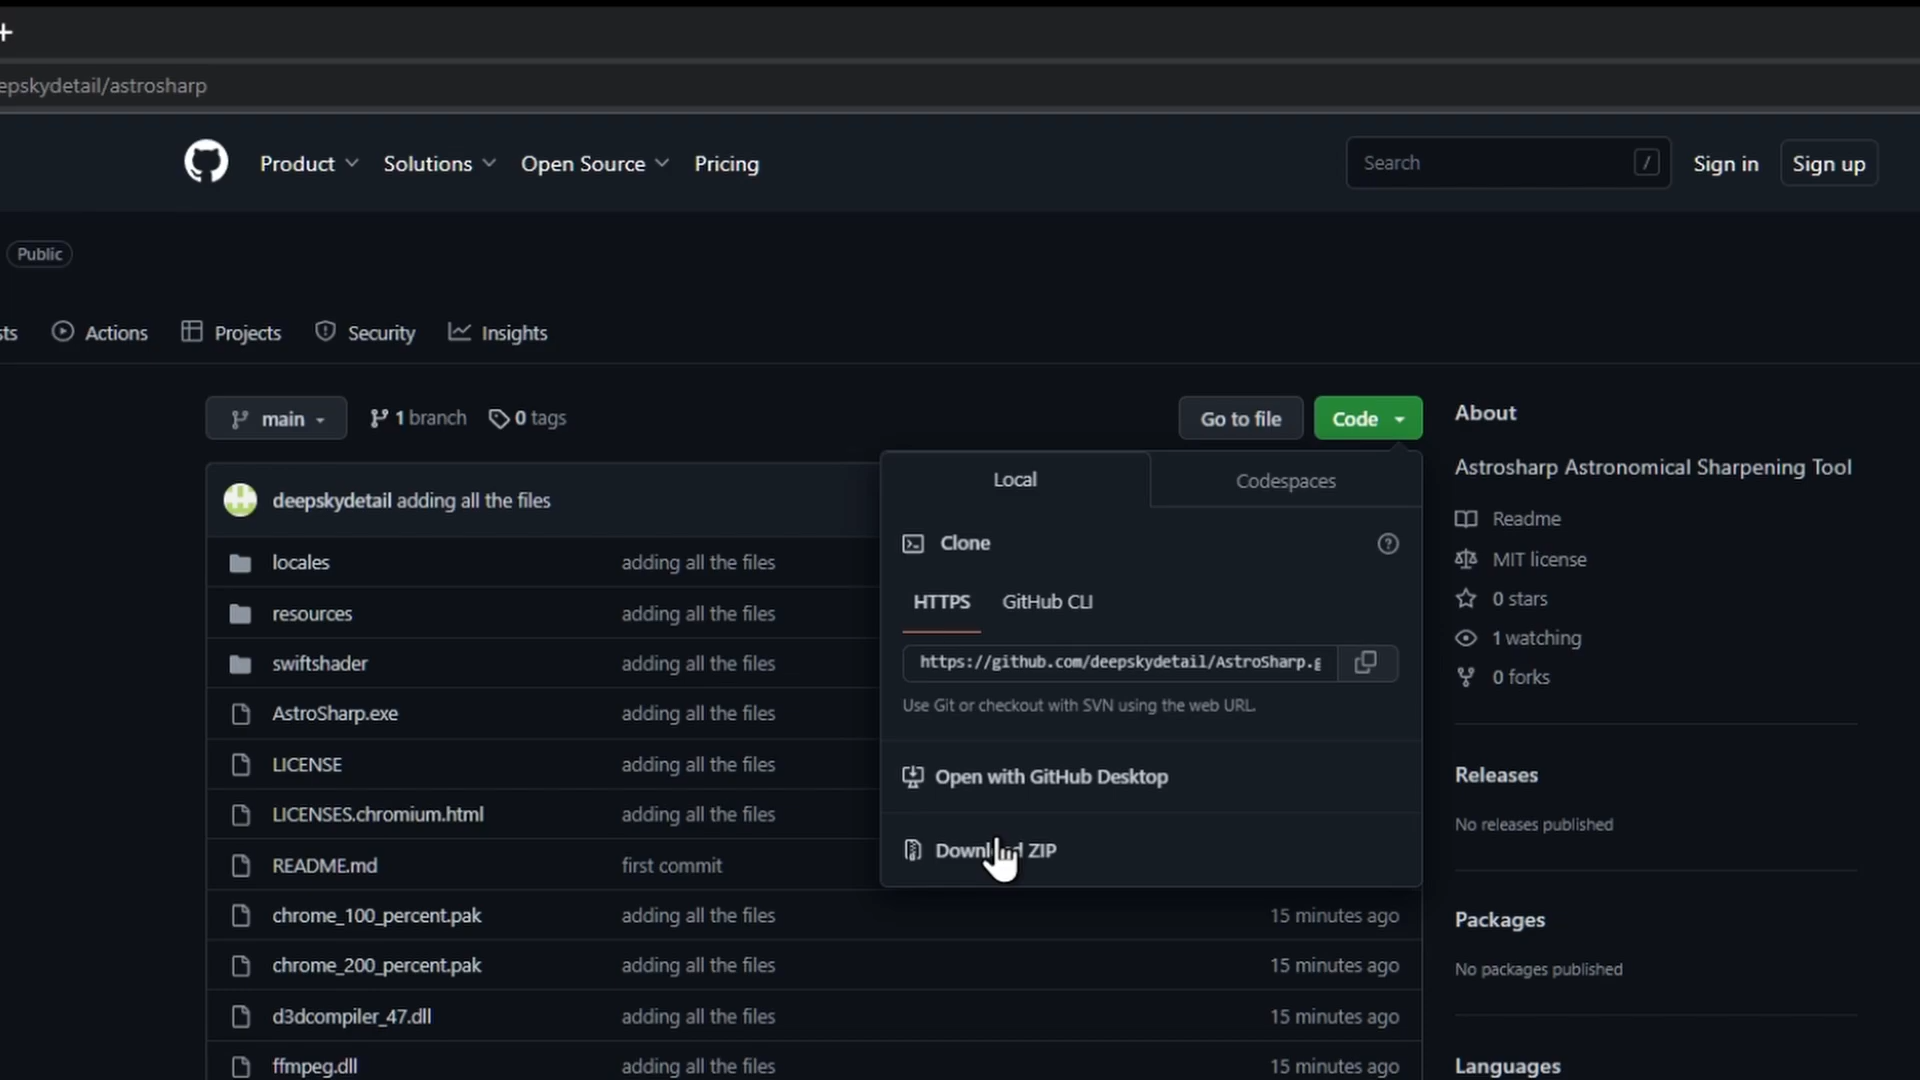 +
epskydetail/astrosharp
Product Solutions Open Source Pricing Search / Sign in Sign up
Public
sts Actions Projects Security Insights
main 1 branch 0 tags Go to file Code About
Local Codespaces
Astrosharp Astronomical Sharpening Tool
deepskydetail adding all the files
Readme
Clone
locales adding all the files
MIT license
HTTPS GitHub CLI
0 stars
resources adding all the files
1 watching
https://github.com/deepskydetail/AstroSharp.g
swiftshader adding all the files
0 forks
Use Git or checkout with SVN using the web URL.
AstroSharp.exe adding all the files
LICENSE adding all the files
Open with GitHub Desktop
Releases
LICENSES.chromium.html adding all the files
No releases published
Download ZIP
README.md first commit
chrome_100_percent.pak adding all the files 15 minutes ago
Packages
chrome_200_percent.pak adding all the files 15 minutes ago
No packages published
d3dcompiler_47.dll adding all the files 15 minutes ago
ffmpeg.dll adding all the files 15 minutes ago
Languages